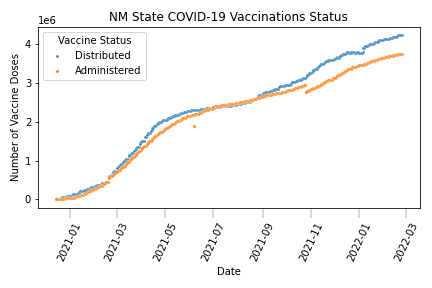 NM State COVID-19 Vaccinations Status
1e6
Vaccine Status
Distributed
Administered
Number of Vaccine Doses
4
3
2
1
0
2021-01
2021-03
2021-05
2021-07
2021-09
2021-11
2022-01
2022-03
Date